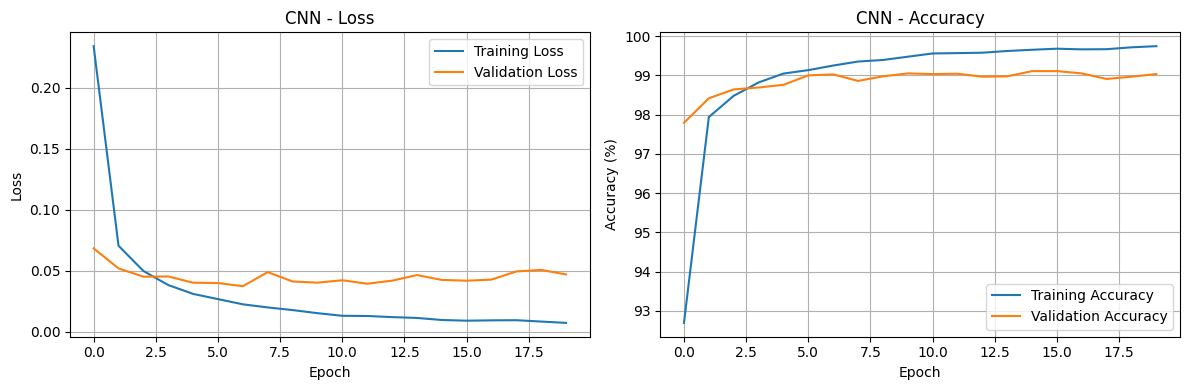 CNN - Loss
Training Loss
Validation Loss
0.20
0.15
0.10
0.05
0.00
Loss
0.0 2.5 5.0 7.5 10.0 12.5 15.0 17.5
Epoch
CNN - Accuracy
100
99
98
97
96
95
94
93
Accuracy (%)
Training Accuracy
Validation Accuracy
0.0 2.5 5.0 7.5 10.0 12.5 15.0 17.5
Epoch